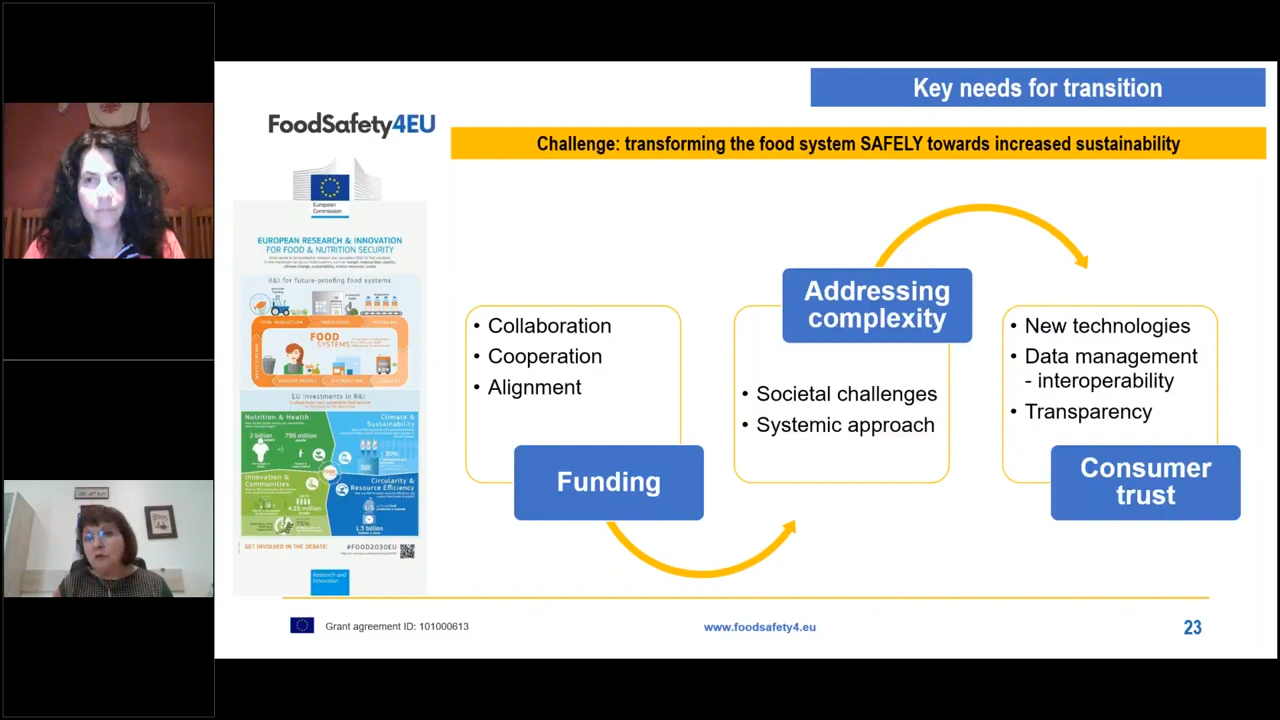 Key needs for transition
FoodSafety4EU
Challenge: transforming the food system SAFELY towards increased sustainability
European
Commission
EUROPEAN RESEARCH & INNOVATION
FOR FOOD & NUTRITION SECURITY
R&I for future-proofing food systems
FOOD
SYSTEMS
EU investments in R&I
Nutrition & Health
2 billion
795 million
Climate &
Sustainability
30%
Innovation &
Communities
75%
Circularity &
Resource Efficiency
1.3 billion
GET INVOLVED IN THE DEBATE:
#FOOD2030EU
Research and
Innovation
• Collaboration
• Cooperation
• Alignment
Funding
Addressing
complexity
• Societal challenges
• Systemic approach
• New technologies
• Data management
- interoperability
• Transparency
Consumer
trust
Grant agreement ID: 101000613
www.foodsafety4.eu
23